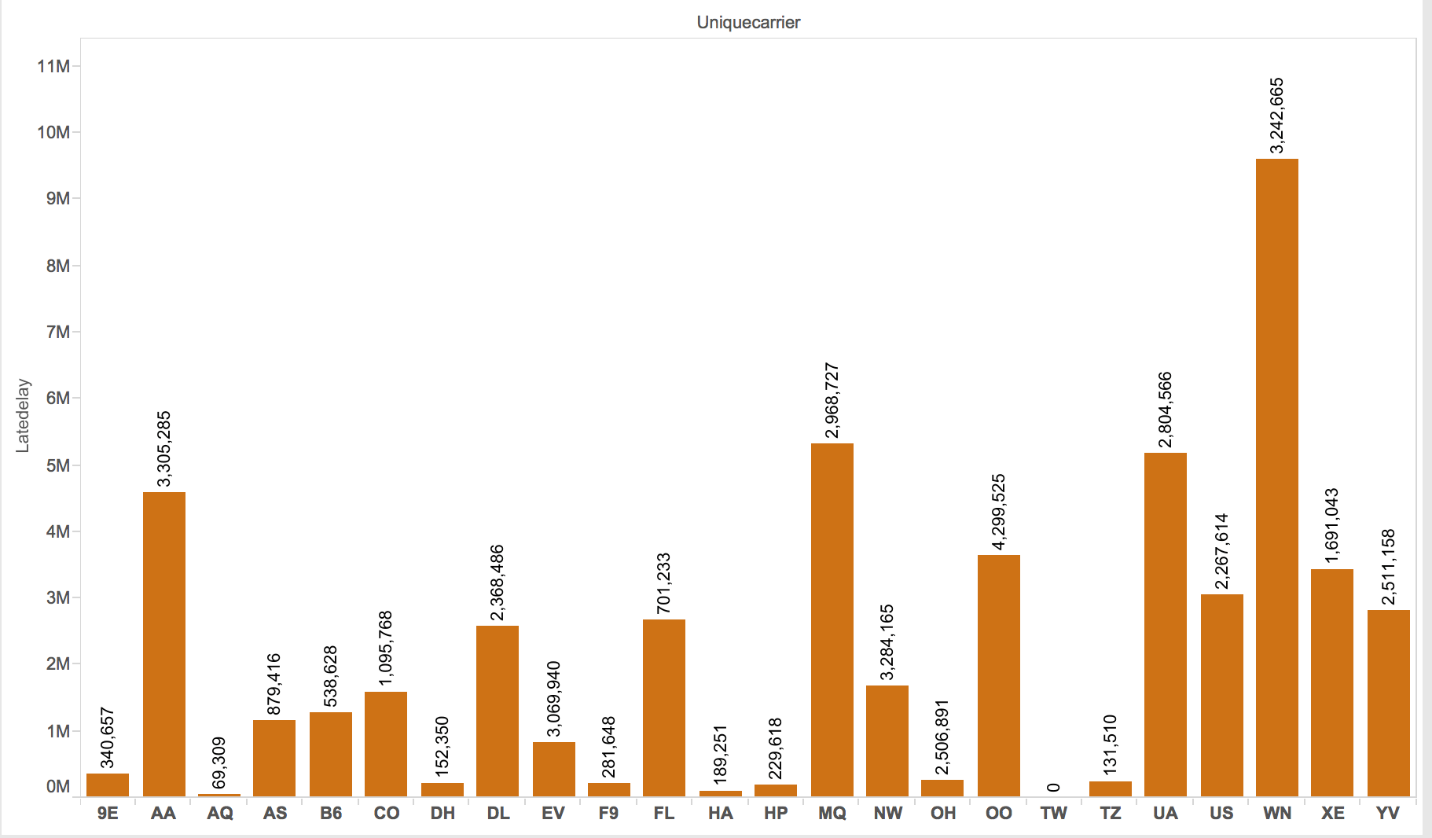 Uniquecarrier
11M
10M
9M
8M
7M
6M
5M
4M
3M
2M
1M
0M
Latedelay
340,657
3,305,285
69,309
879,416
538,628
1,095,768
152,350
2,368,486
3,069,940
281,648
701,233
189,251
229,618
2,968,727
3,284,165
2,506,891
4,299,525
0
131,510
2,804,566
2,267,614
3,242,665
1,691,043
2,511,158
9E AA AQ AS B6 CO DH DL EV F9 FL HA HP MQ NW OH OO TW TZ UA US WN XE YV